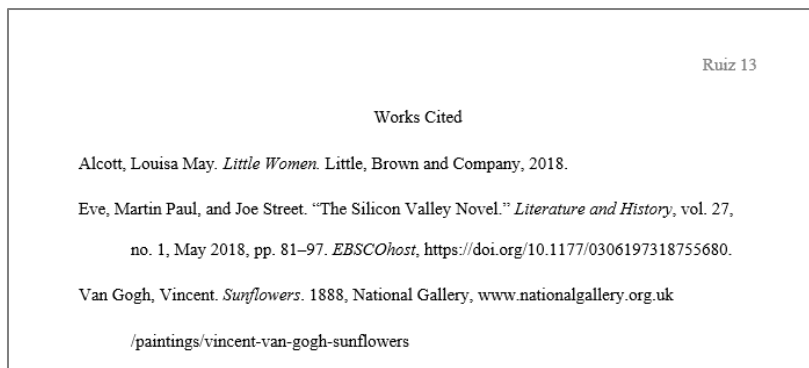 Ruiz 13
Works Cited
Alcott, Louisa May. Little Women. Little, Brown and Company, 2018.
Eve, Martin Paul, and Joe Street. “The Silicon Valley Novel.” Literature and History, vol. 27,
no. 1, May 2018, pp. 81–97. EBSCOhost, https://doi.org/10.1177/0306197318755680.
Van Gogh, Vincent. Sunflowers. 1888, National Gallery, www.nationalgallery.org.uk
/paintings/vincent-van-gogh-sunflowers